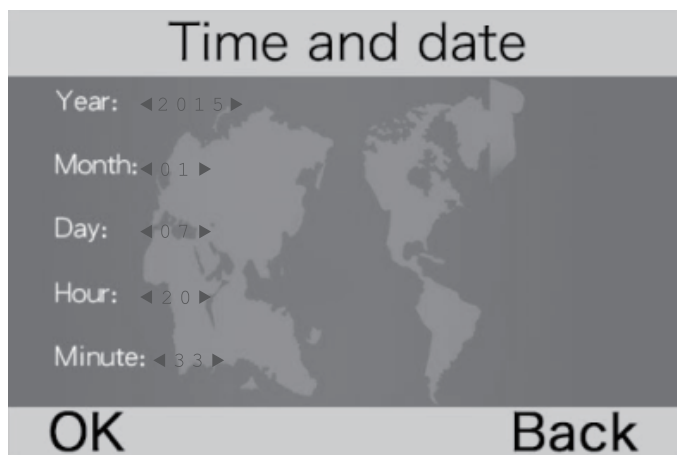 Time and date
Year: ◀2015▶
Month: ◀01▶
Day: ◀07▶
Hour: ◀20▶
Minute: ◀33▶
OK Back